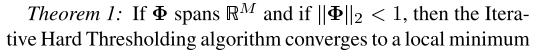 Theorem 1: If Φ spans ℝᴹ and if ||Φ||₂ < 1, then the Itera-
tive Hard Thresholding algorithm converges to a local minimum